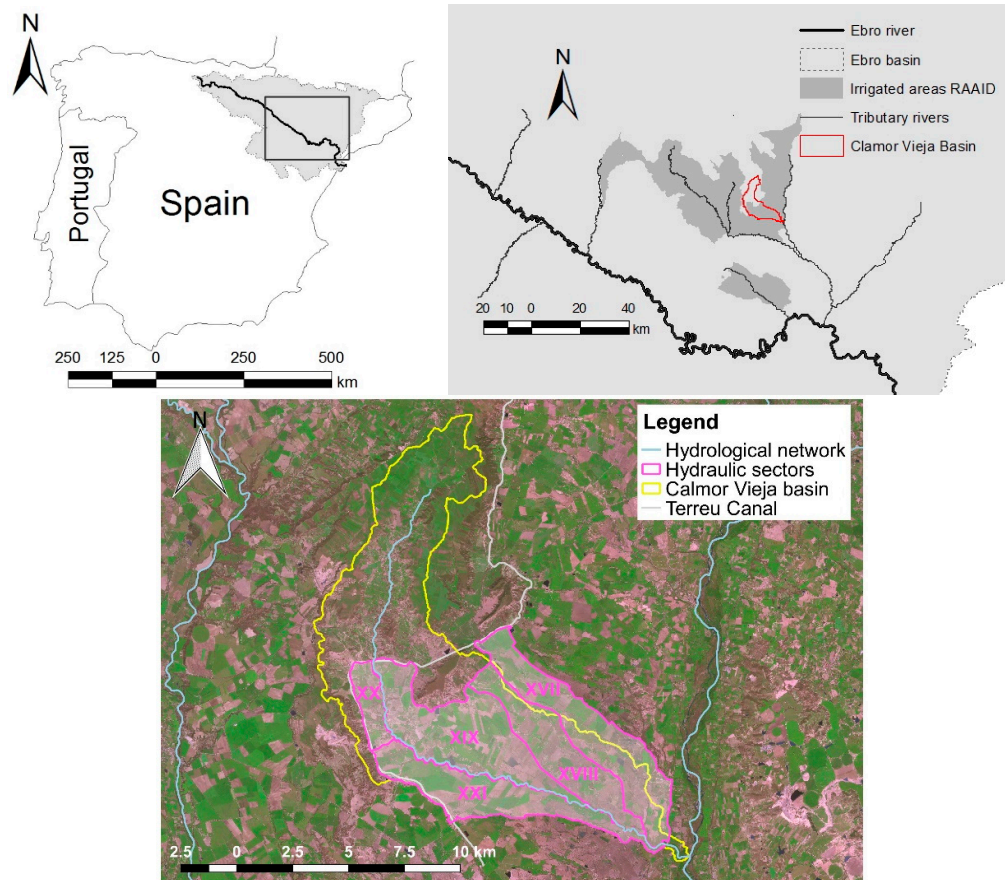 N
Portugal
Spain
250 125 0 250 500
km
N
Ebro river
Ebro basin
Irrigated areas RAAID
Tributary rivers
Clamor Vieja Basin
20 10 0 20 40
km
N
Legend
Hydrological network
Hydraulic sectors
Calmor Vieja basin
Terreu Canal
XVII
XX
XIX
XVIII
XXI
2.5 0 2.5 5 7.5 10 km